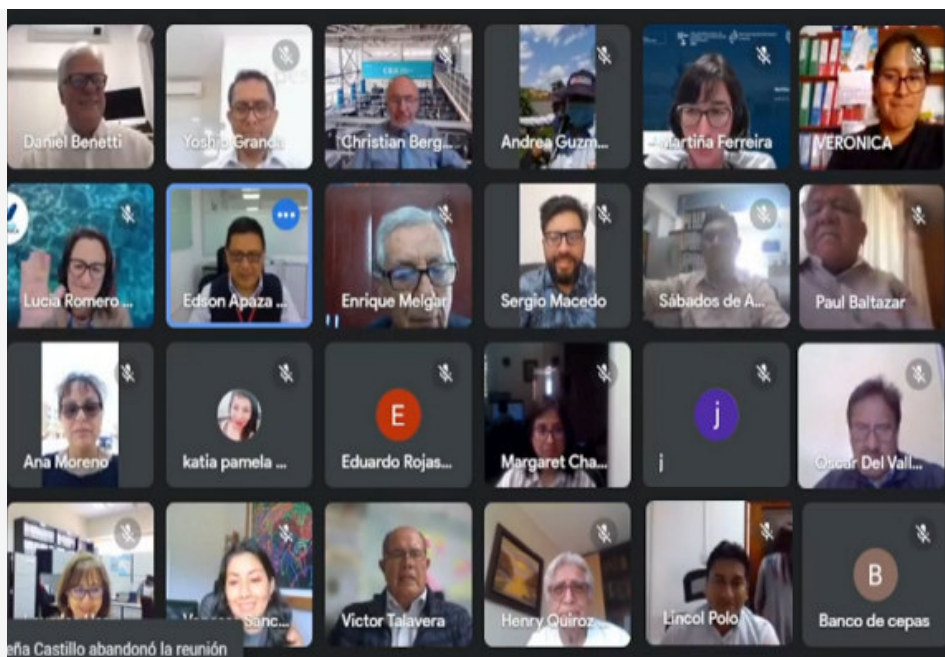 Daniel Benetti
Yoshio Granda
Christian Berg...
Andrea Guzm...
Martiña Ferreira
VERONICA
Lucia Romero ...
Edson Apaza ...
Enrique Melgar
Sergio Macedo
Sábados de A...
Paul Baltazar
Ana Moreno
katia pamela ...
E
Eduardo Rojas...
Margaret Cha...
j
j
Oscar Del Vall...
Sánc...
Victor Talavera
Henry Quiroz
Lincol Polo
B
Banco de cepas
eña Castillo abandonó la reunión